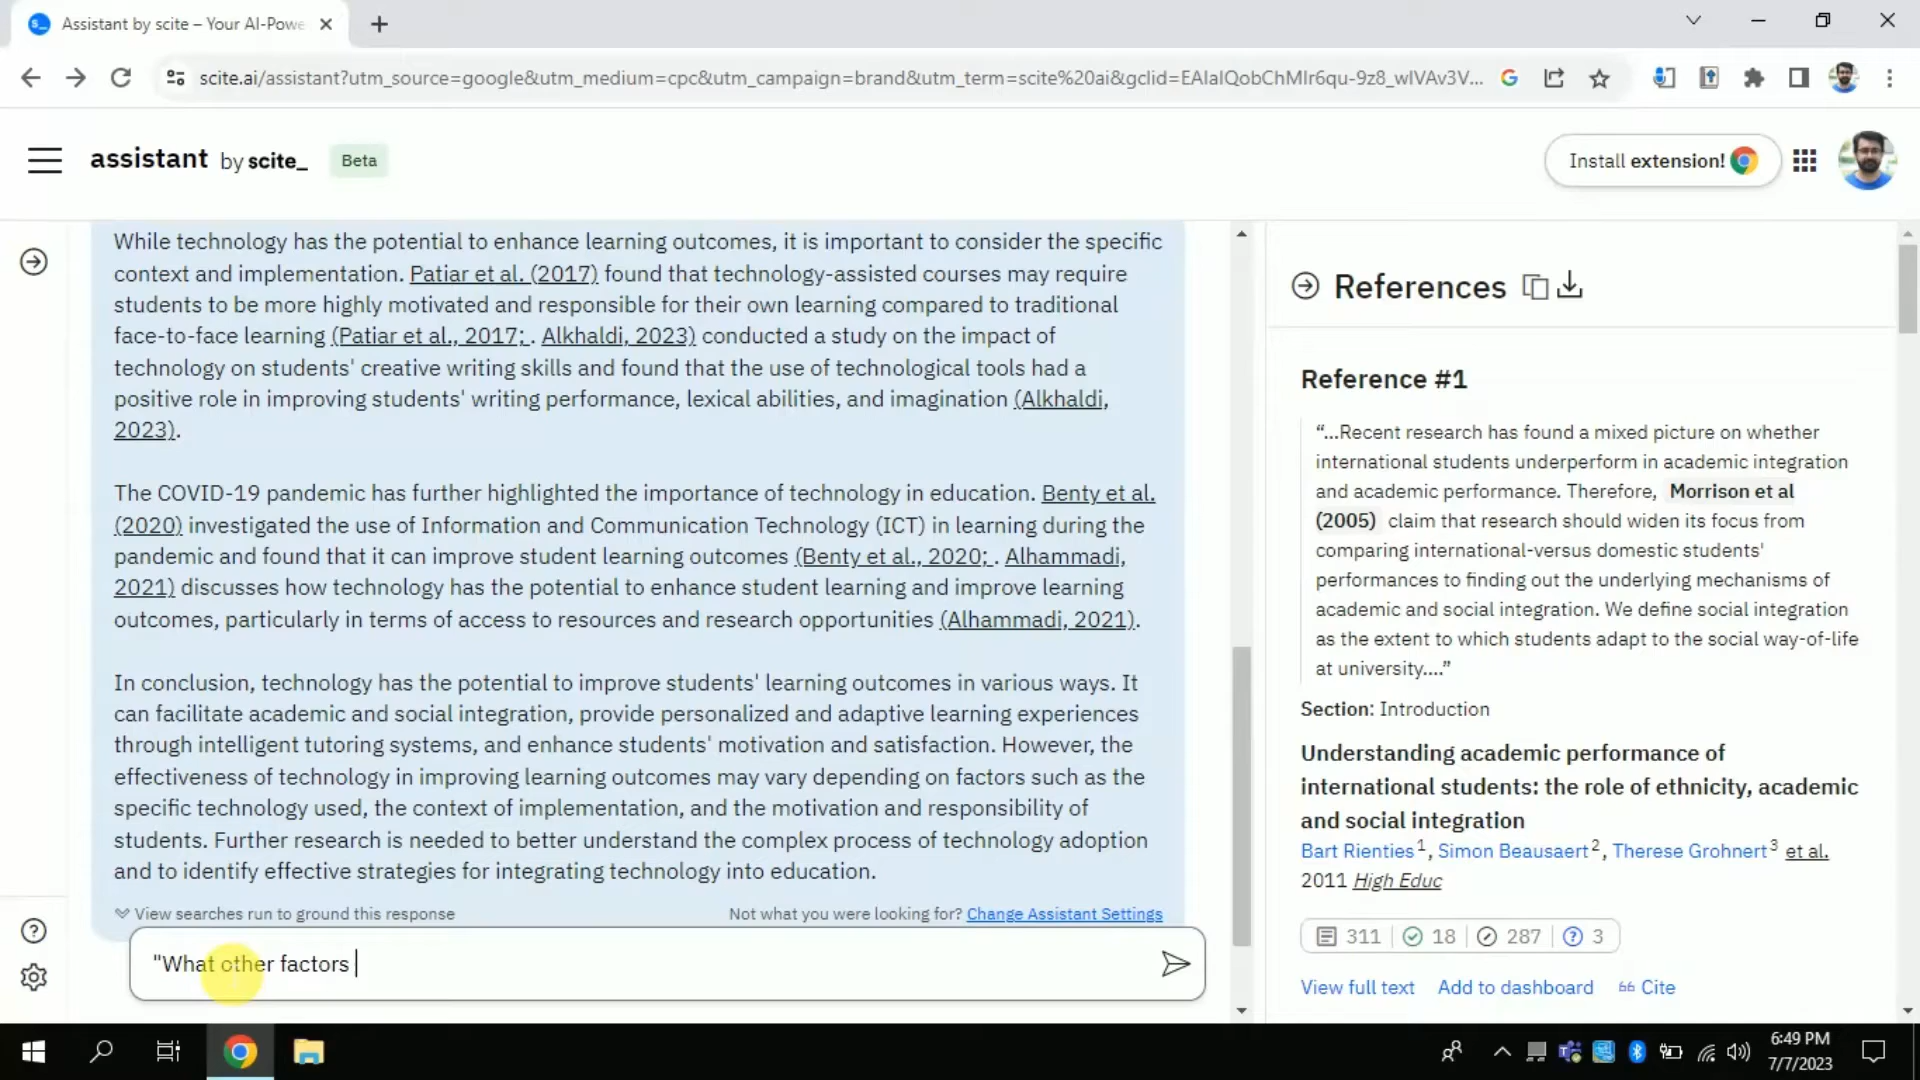 Assistant by scite – Your AI-Powe
scite.ai/assistant?utm_source=google&utm_medium=cpc&utm_campaign=brand&utm_term=scite%20ai&gclid=EAIaIQobChMIr6qu-9z8_wIVAv3V...
assistant by scite_ Beta
Install extension!
While technology has the potential to enhance learning outcomes, it is important to consider the specific
context and implementation. Patiar et al. (2017) found that technology-assisted courses may require
students to be more highly motivated and responsible for their own learning compared to traditional
face-to-face learning (Patiar et al., 2017; . Alkhaldi, 2023) conducted a study on the impact of
technology on students' creative writing skills and found that the use of technological tools had a
positive role in improving students' writing performance, lexical abilities, and imagination (Alkhaldi,
2023).
The COVID-19 pandemic has further highlighted the importance of technology in education. Benty et al.
(2020) investigated the use of Information and Communication Technology (ICT) in learning during the
pandemic and found that it can improve student learning outcomes (Benty et al., 2020; . Alhammadi,
2021) discusses how technology has the potential to enhance student learning and improve learning
outcomes, particularly in terms of access to resources and research opportunities (Alhammadi, 2021).
In conclusion, technology has the potential to improve students' learning outcomes in various ways. It
can facilitate academic and social integration, provide personalized and adaptive learning experiences
through intelligent tutoring systems, and enhance students' motivation and satisfaction. However, the
effectiveness of technology in improving learning outcomes may vary depending on factors such as the
specific technology used, the context of implementation, and the motivation and responsibility of
students. Further research is needed to better understand the complex process of technology adoption
and to identify effective strategies for integrating technology into education.
View searches run to ground this response
Not what you were looking for? Change Assistant Settings
"What other factors
References
Reference #1
“...Recent research has found a mixed picture on whether
international students underperform in academic integration
and academic performance. Therefore, Morrison et al
(2005) claim that research should widen its focus from
comparing international-versus domestic students'
performances to finding out the underlying mechanisms of
academic and social integration. We define social integration
as the extent to which students adapt to the social way-of-life
at university....”
Section: Introduction
Understanding academic performance of
international students: the role of ethnicity, academic
and social integration
Bart Rienties1, Simon Beausaert2, Therese Grohnert3 et al.
2011 High Educ
311 18 287 3
View full text Add to dashboard Cite
6:49 PM
7/7/2023